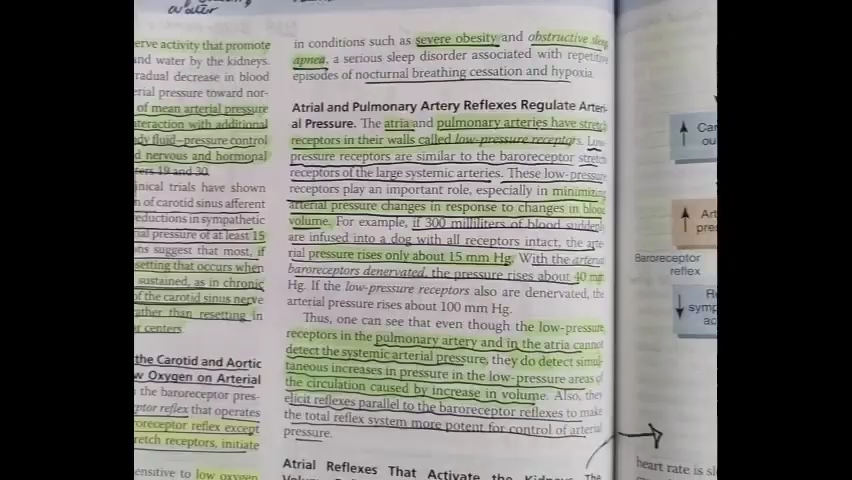 water
erve activity that promote
nd water by the kidneys.
radual decrease in blood
erial pressure toward nor-
of mean arterial pressure
teraction with additional
dy fluid–pressure control
d nervous and hormonal
ters 19 and 30.
inical trials have shown
n of carotid sinus afferent
reductions in sympathetic
rial pressure of at least 15
ns suggest that most, if
setting that occurs when
sustained, as in chronic
of the carotid sinus nerve
ather than resetting in
r centers.
the Carotid and Aortic
w Oxygen on Arterial
the baroreceptor pres-
ptor reflex that operates
roreceptor reflex except
retch receptors, initiate
ensitive to low oxygen
in conditions such as severe obesity and obstructive sleep
apnea, a serious sleep disorder associated with repetitive
episodes of nocturnal breathing cessation and hypoxia.
Atrial and Pulmonary Artery Reflexes Regulate Arteri-
al Pressure. The atria and pulmonary arteries have stretch
receptors in their walls called low-pressure receptors. Low-
pressure receptors are similar to the baroreceptor stretch
receptors of the large systemic arteries. These low-pressure
receptors play an important role, especially in minimizing
arterial pressure changes in response to changes in blood
volume. For example, if 300 milliliters of blood suddenly
are infused into a dog with all receptors intact, the arte-
rial pressure rises only about 15 mm Hg. With the arterial
baroreceptors denervated, the pressure rises about 40 mm
Hg. If the low-pressure receptors also are denervated, the
arterial pressure rises about 100 mm Hg.
Thus, one can see that even though the low-pressure
receptors in the pulmonary artery and in the atria cannot
detect the systemic arterial pressure, they do detect simul-
taneous increases in pressure in the low-pressure areas of
the circulation caused by increase in volume. Also, they
elicit reflexes parallel to the baroreceptor reflexes to make
the total reflex system more potent for control of arterial
pressure.
Atrial Reflexes That Activate the Kidneys—The
Ca
ou
Art
pre
Baroreceptor
reflex
R
symp
ac
heart rate is sl